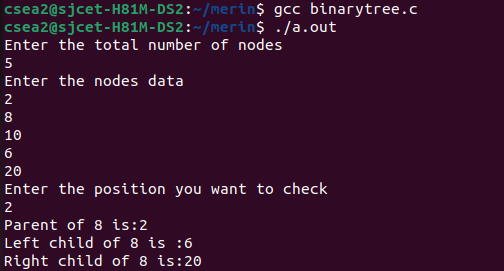 csea2@sjcet-H81M-DS2:~/merin$ gcc binarytree.c
csea2@sjcet-H81M-DS2:~/merin$ ./a.out
Enter the total number of nodes
5
Enter the nodes data
2
8
10
6
20
Enter the position you want to check
2
Parent of 8 is:2
Left child of 8 is :6
Right child of 8 is:20